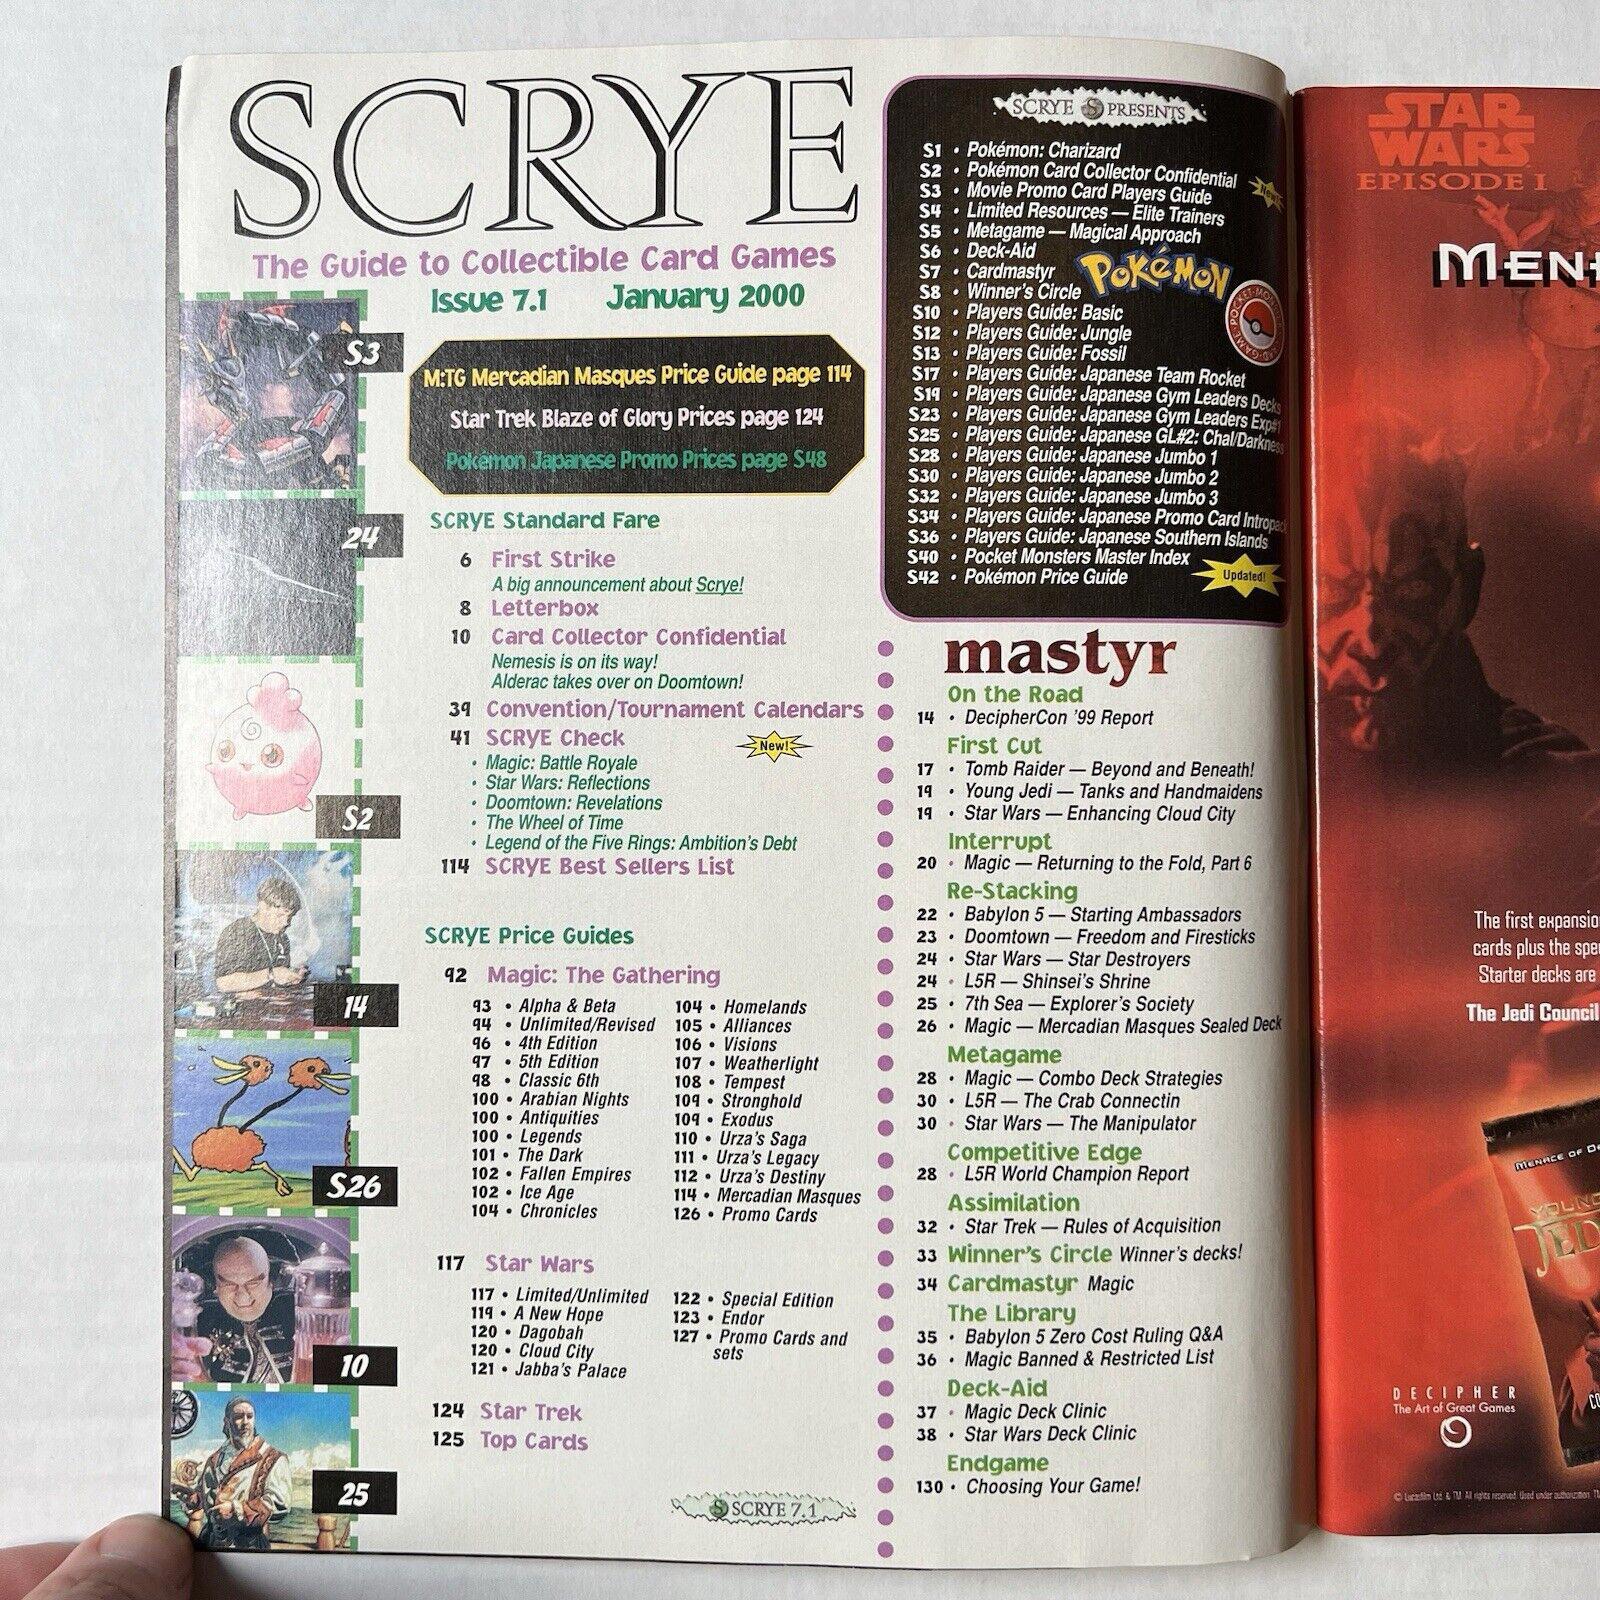 SCRYE
The Guide to Collectible Card Games
Issue 7.1 January 2000
M:TG Mercadian Masques Price Guide page 114
Star Trek Blaze of Glory Prices page 124
Pokémon Japanese Promo Prices page S48
S3
24
S2
14
S26
10
25
SCRYE Standard Fare
6 First Strike
A big announcement about Scrye!
8 Letterbox
10 Card Collector Confidential
Nemesis is on its way!
Alderac takes over on Doomtown!
39 Convention/Tournament Calendars
41 SCRYE Check
New!
• Magic: Battle Royale
• Star Wars: Reflections
• Doomtown: Revelations
• The Wheel of Time
• Legend of the Five Rings: Ambition's Debt
114 SCRYE Best Sellers List
SCRYE Price Guides
92 Magic: The Gathering
93 • Alpha & Beta
94 • Unlimited/Revised
96 • 4th Edition
97 • 5th Edition
98 • Classic 6th
100 • Arabian Nights
100 • Antiquities
100 • Legends
101 • The Dark
102 • Fallen Empires
102 • Ice Age
104 • Chronicles
104 • Homelands
105 • Alliances
106 • Visions
107 • Weatherlight
108 • Tempest
109 • Stronghold
109 • Exodus
110 • Urza's Saga
111 • Urza's Legacy
112 • Urza's Destiny
114 • Mercadian Masques
126 • Promo Cards
117 Star Wars
117 • Limited/Unlimited
119 • A New Hope
120 • Dagobah
120 • Cloud City
121 • Jabba's Palace
122 • Special Edition
123 • Endor
127 • Promo Cards and
sets
124 Star Trek
125 Top Cards
S SCRYE 7.1
SCRYE S PRESENTS
S1 • Pokémon: Charizard
S2 • Pokémon Card Collector Confidential
S3 • Movie Promo Card Players Guide
New!
S4 • Limited Resources — Elite Trainers
S5 • Metagame — Magical Approach
S6 • Deck-Aid
S7 • Cardmastyr
S8 • Winner's Circle
POKéMON
POCKET MONSTERS CARD GAME
S10 • Players Guide: Basic
S12 • Players Guide: Jungle
S13 • Players Guide: Fossil
S17 • Players Guide: Japanese Team Rocket
S19 • Players Guide: Japanese Gym Leaders Decks
S23 • Players Guide: Japanese Gym Leaders Exp#1
S25 • Players Guide: Japanese GL#2: Chal/Darkness
S28 • Players Guide: Japanese Jumbo 1
S30 • Players Guide: Japanese Jumbo 2
S32 • Players Guide: Japanese Jumbo 3
S34 • Players Guide: Japanese Promo Card Intropack
S36 • Players Guide: Japanese Southern Islands
S40 • Pocket Monsters Master Index
S42 • Pokémon Price Guide
Updated!
mastyr
On the Road
14 • DecipherCon '99 Report
First Cut
17 • Tomb Raider — Beyond and Beneath!
19 • Young Jedi — Tanks and Handmaidens
19 • Star Wars — Enhancing Cloud City
Interrupt
20 • Magic — Returning to the Fold, Part 6
Re-Stacking
22 • Babylon 5 — Starting Ambassadors
23 • Doomtown — Freedom and Firesticks
24 • Star Wars — Star Destroyers
24 • L5R — Shinsei's Shrine
25 • 7th Sea — Explorer's Society
26 • Magic — Mercadian Masques Sealed Deck
Metagame
28 • Magic — Combo Deck Strategies
30 • L5R — The Crab Connectin
30 • Star Wars — The Manipulator
Competitive Edge
28 • L5R World Champion Report
Assimilation
32 • Star Trek — Rules of Acquisition
33 Winner's Circle Winner's decks!
34 Cardmastyr Magic
The Library
35 • Babylon 5 Zero Cost Ruling Q&A
36 • Magic Banned & Restricted List
Deck-Aid
37 • Magic Deck Clinic
38 • Star Wars Deck Clinic
Endgame
130 • Choosing Your Game!
STAR
WARS
EPISODE I
MEN
The first expansion
cards plus the spe
Starter decks are
The Jedi Council
MENACE OF D
YOUNG
JED
DECIPHER
The Art of Great Games
© Lucasfilm Ltd. & TM. All rights reserved. Used under authorization.